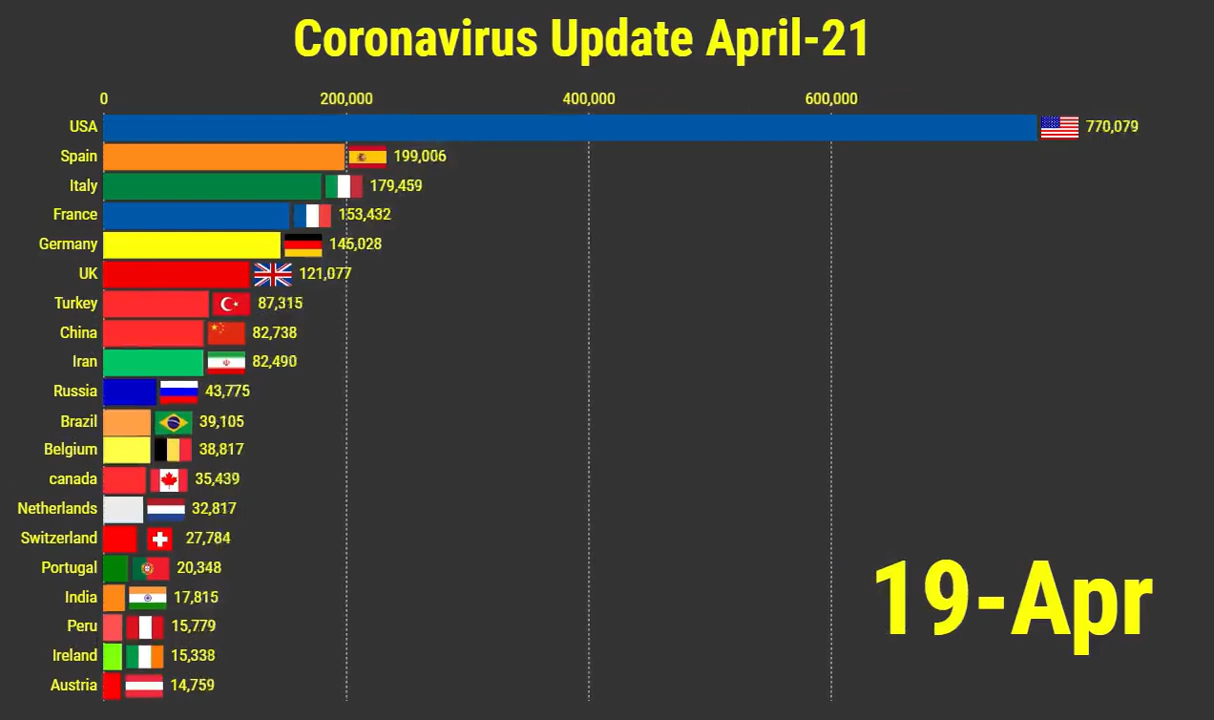 Coronavirus Update April-21
0 200,000 400,000 600,000
USA 770,079
Spain 199,006
Italy 179,459
France 153,432
Germany 145,028
UK 121,077
Turkey 87,315
China 82,738
Iran 82,490
Russia 43,775
Brazil 39,105
Belgium 38,817
canada 35,439
Netherlands 32,817
Switzerland 27,784
Portugal 20,348
India 17,815
Peru 15,779
Ireland 15,338
Austria 14,759
19-Apr